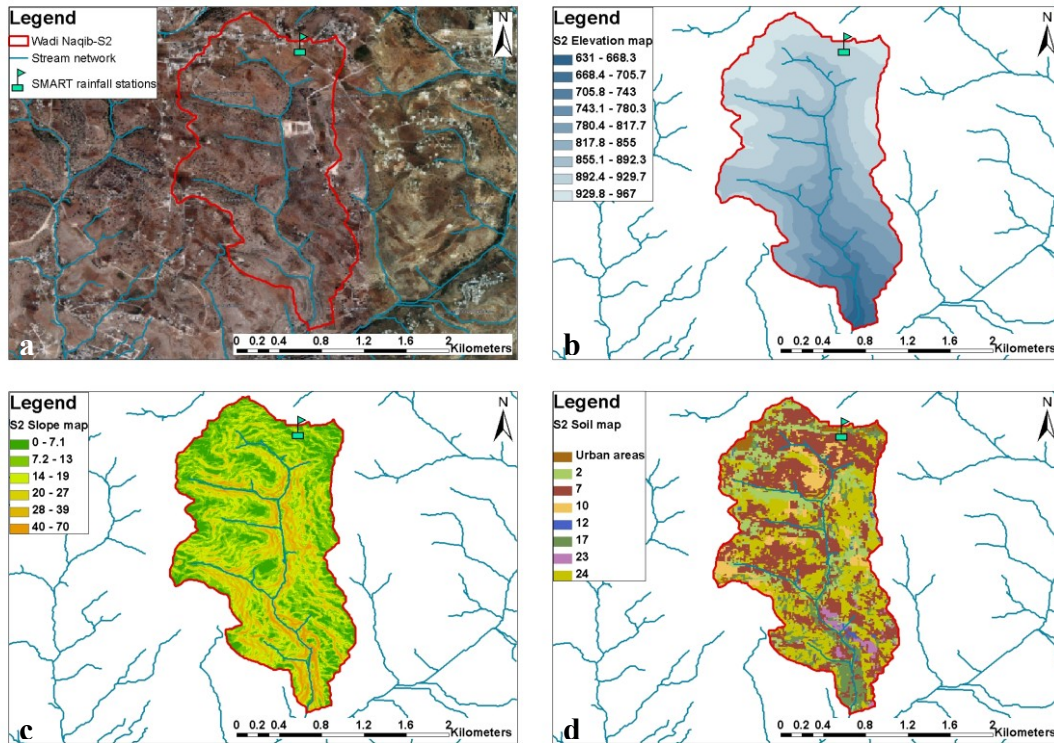 Legend
Wadi Naqib-S2
Stream network
SMART rainfall stations
N
0 0.2 0.4 0.8 1.2 1.6 2
Kilometers
a
Legend
S2 Elevation map
631 - 668.3
668.4 - 705.7
705.8 - 743
743.1 - 780.3
780.4 - 817.7
817.8 - 855
855.1 - 892.3
892.4 - 929.7
929.8 - 967
N
0 0.2 0.4 0.8 1.2 1.6 2
Kilometers
b
Legend
S2 Slope map
0 - 7.1
7.2 - 13
14 - 19
20 - 27
28 - 39
40 - 70
N
0 0.2 0.4 0.8 1.2 1.6 2
Kilometers
c
Legend
S2 Soil map
Urban areas
2
7
10
12
17
23
24
N
0 0.2 0.4 0.8 1.2 1.6 2
Kilometers
d